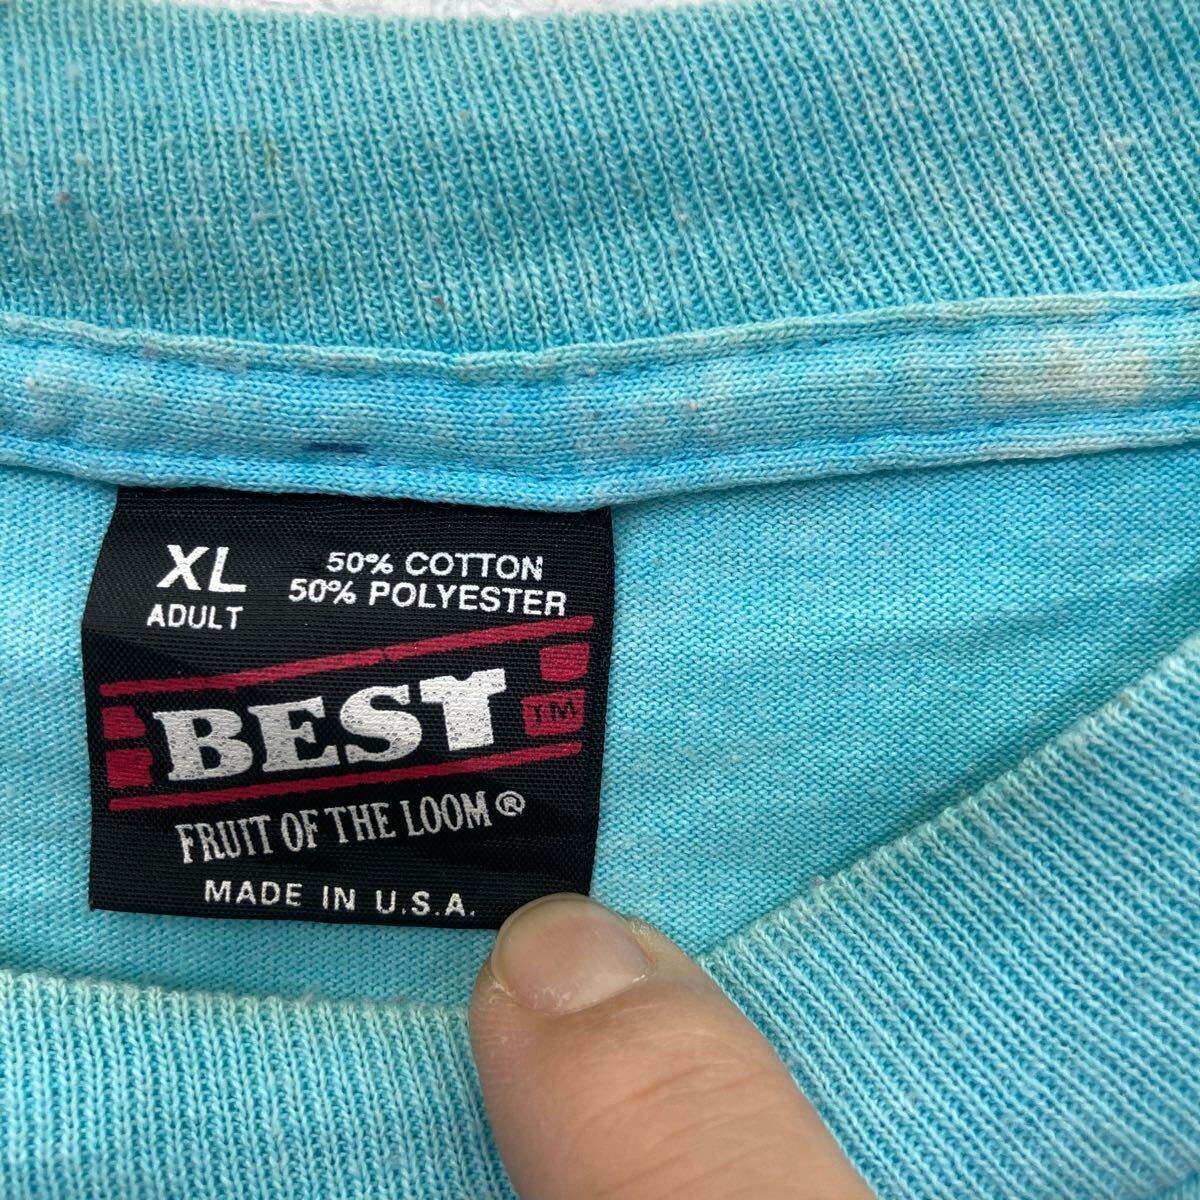 XL
ADULT
50% COTTON
50% POLYESTER
BEST TM
FRUIT OF THE LOOM®
MADE IN U.S.A.